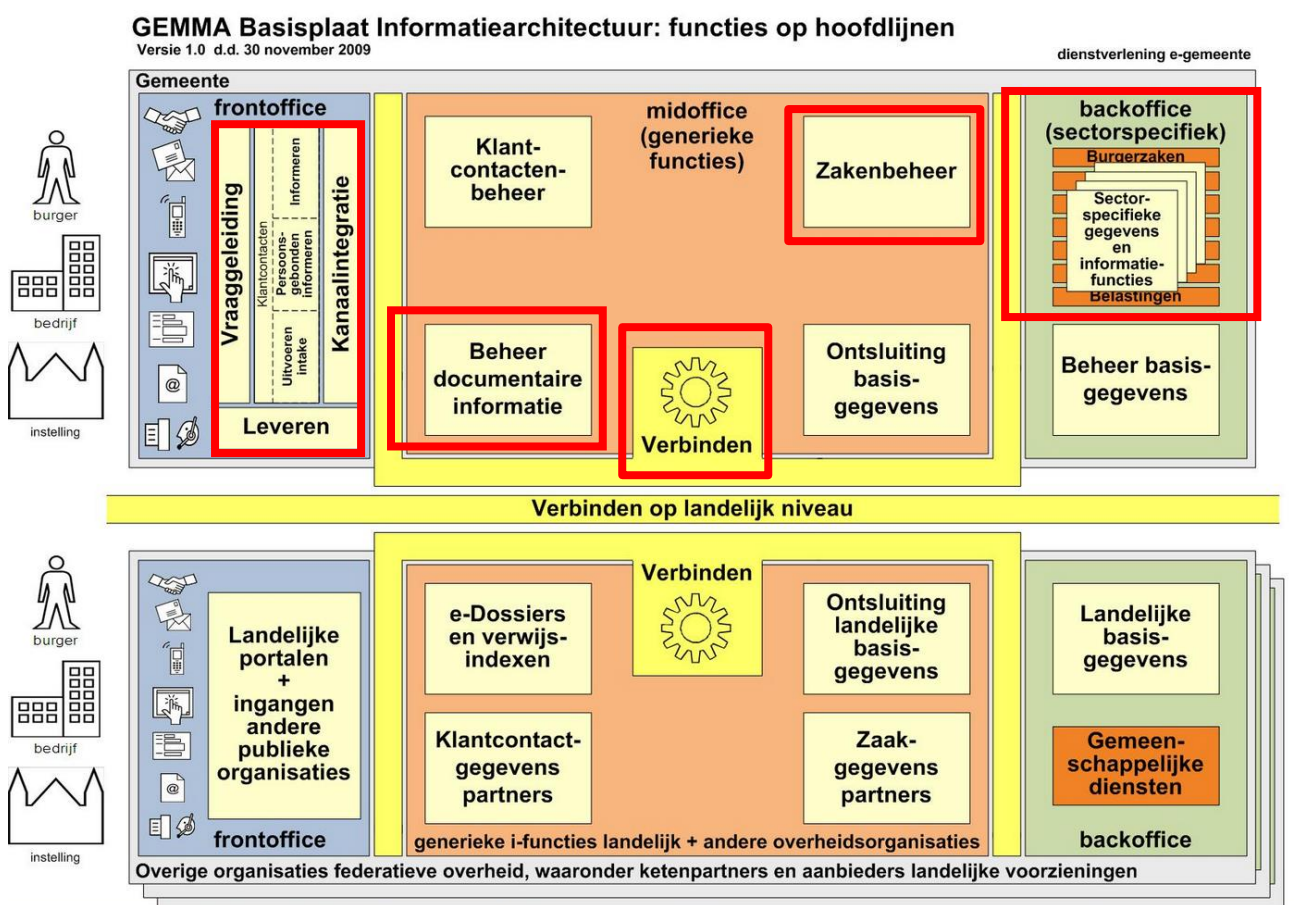 GEMMA Basisplaat Informatiearchitectuur: functies op hoofdlijnen
Versie 1.0 d.d. 30 november 2009
dienstverlening e-gemeente
Gemeente
frontoffice
Vraaggeleiding
Klantcontacten
Informeren
Persoons-
gebonden
informeren
Uitvoeren
intake
Kanaalintegratie
Leveren
midoffice
(generieke
functies)
Klant-
contacten-
beheer
Zakenbeheer
Beheer
documentaire
informatie
Verbinden
Ontsluiting
basis-
gegevens
backoffice
(sectorspecifiek)
Burgerzaken
Sector-
specifieke
gegevens
en
informatie-
functies
Belastingen
Beheer basis-
gegevens
burger
bedrijf
instelling
Verbinden op landelijk niveau
burger
bedrijf
instelling
Landelijke
portalen
+
ingangen
andere
publieke
organisaties
frontoffice
Verbinden
e-Dossiers
en verwijs-
indexen
Ontsluiting
landelijke
basis-
gegevens
Klantcontact-
gegevens
partners
Zaak-
gegevens
partners
generieke i-functies landelijk + andere overheidsorganisaties
Landelijke
basis-
gegevens
Gemeen-
schappelijke
diensten
backoffice
Overige organisaties federatieve overheid, waaronder ketenpartners en aanbieders landelijke voorzieningen